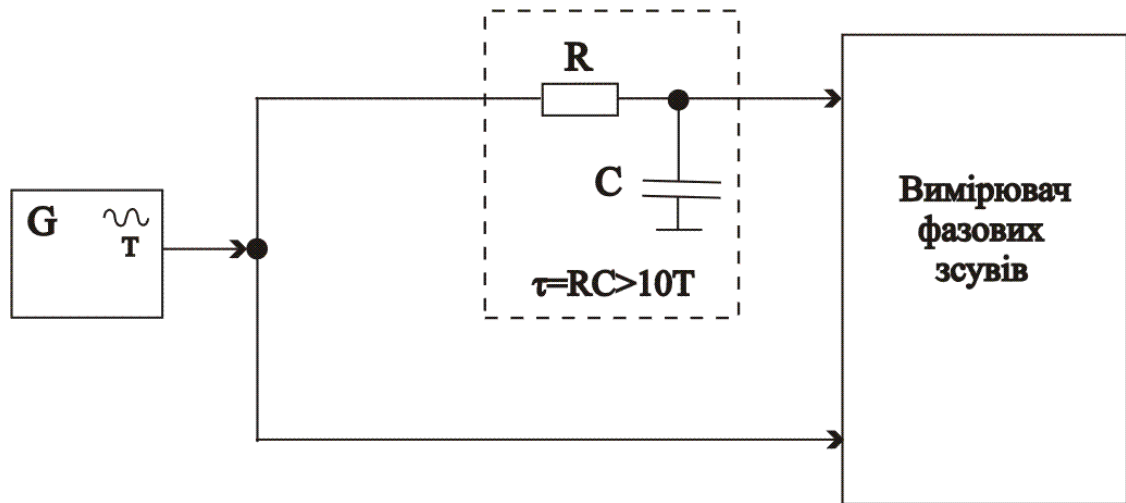 R
C
τ=RC>10T
G
T
Вимірювач
фазових
зсувів